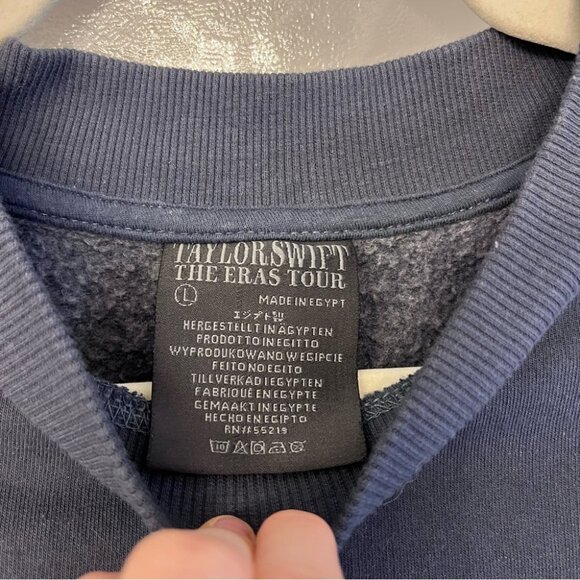 TAYLOR SWIFT
THE ERAS TOUR
L
MADE IN EGYPT
エジプト製
HERGESTELLT IN ÄGYPTEN
PRODOTTO IN EGITTO
WYPRODUKOWANO W EGIPCIE
FEITO NO EGITO
TILLVERKAD I EGYPTEN
FABRIQUÉ EN EGYPTE
GEMAAKT IN EGYPTE
HECHO EN EGIPTO
RN# 55219